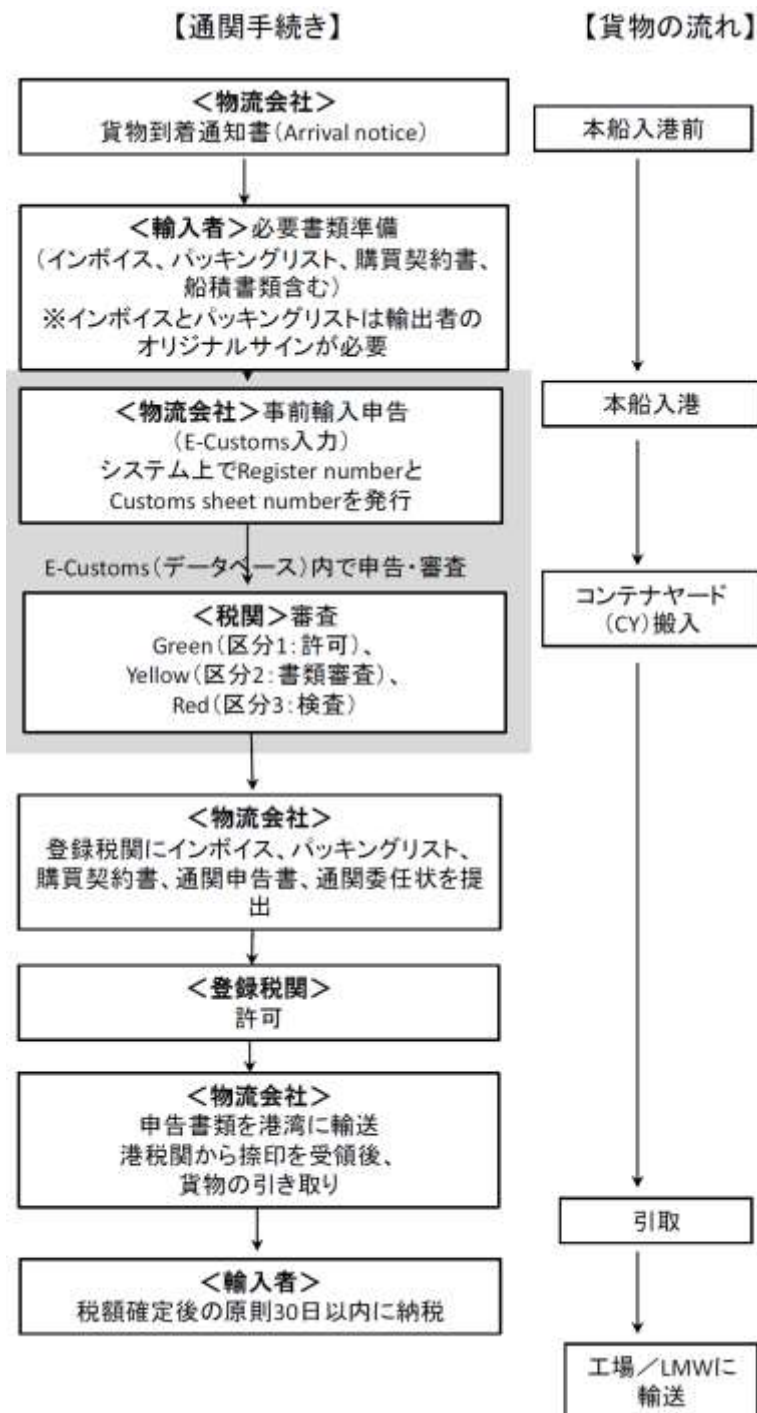 【通関手続き】
【貨物の流れ】
＜物流会社＞
貨物到着通知書（Arrival notice）
＜輸入者＞必要書類準備
（インボイス、パッキングリスト、購買契約書、
船積書類含む）
※インボイスとパッキングリストは輸出者の
オリジナルサインが必要
＜物流会社＞事前輸入申告
（E-Customs入力）
システム上でRegister numberと
Customs sheet numberを発行
E-Customs（データベース）内で申告・審査
＜税関＞審査
Green（区分1：許可）、
Yellow（区分2：書類審査）、
Red（区分3：検査）
＜物流会社＞
登録税関にインボイス、パッキングリスト、
購買契約書、通関申告書、通関委任状を提
出
＜登録税関＞
許可
＜物流会社＞
申告書類を港湾に輸送
港税関から捺印を受領後、
貨物の引き取り
＜輸入者＞
税額確定後の原則30日以内に納税
本船入港前
本船入港
コンテナヤード
（CY）搬入
引取
工場／LMWに
輸送